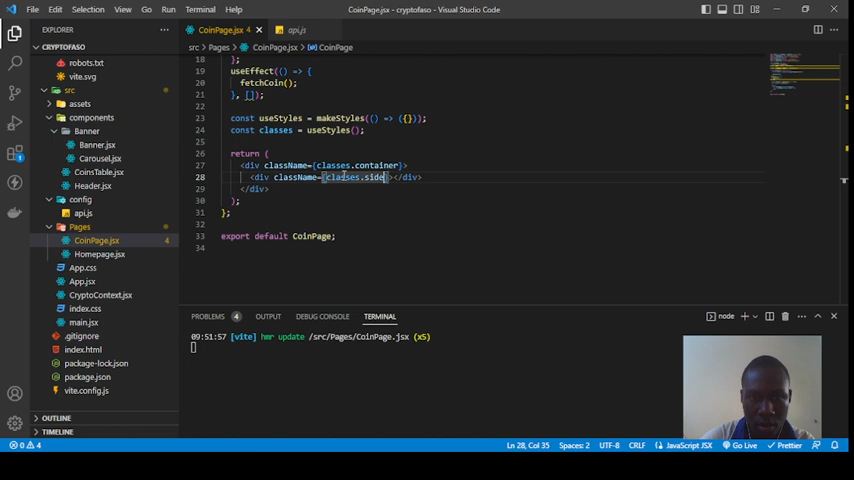 File Edit Selection View Go Run Terminal Help
CoinPage.jsx - cryptofaso - Visual Studio Code
EXPLORER
CRYPTOFASO
robots.txt
vite.svg
src
assets
components
Banner
Banner.jsx
Carousel.jsx
CoinsTable.jsx
Header.jsx
config
api.js
Pages
CoinPage.jsx 4
Homepage.jsx
App.css
App.jsx
CryptoContext.jsx
index.css
main.jsx
.gitignore
index.html
package-lock.json
package.json
vite.config.js
OUTLINE
TIMELINE
CoinPage.jsx 4 api.js
src > Pages > CoinPage.jsx > CoinPage
18 };
19 useEffect(() => {
20 fetchCoin();
21 }, []);
22
23 const useStyles = makeStyles(() => ({}));
24 const classes = useStyles();
25
26 return (
27 <div className={classes.container}>
28 <div className={classes.side}></div>
29 </div>
30 );
31 };
32
33 export default CoinPage;
34
PROBLEMS 4 OUTPUT DEBUG CONSOLE TERMINAL
node
09:51:57 [vite] hmr update /src/Pages/CoinPage.jsx (x5)
0 4
Ln 28, Col 35 Spaces: 2 UTF-8 CRLF JavaScript JSX Go Live Prettier